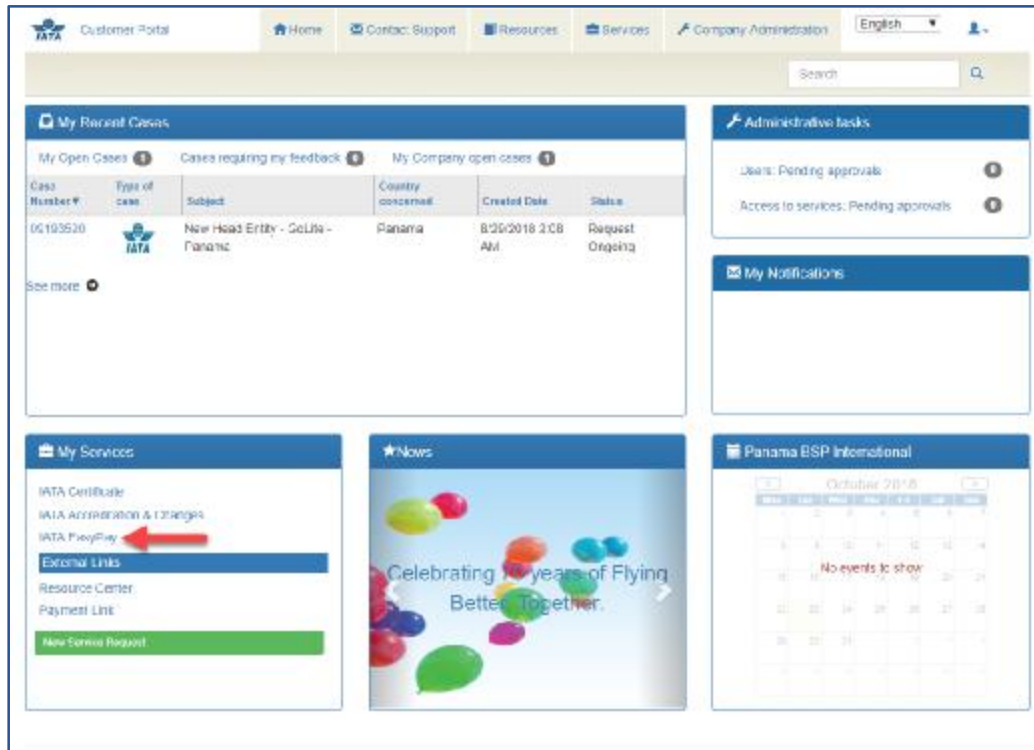 IATA
Customer Portal
Home
Contact Support
Resources
Services
Company Administration
English
Search
My Recent Cases
My Open Cases
Cases requiring my feedback
My Company open cases
Case Number
Type of case
Subject
Country concerned
Created Date
Status
IATA
New Head Entity - GoLite - Panama
Panama
AM
Request Ongoing
See more
Administrative tasks
Users: Pending approvals 0
Access to services: Pending approvals 0
My Notifications
My Services
IATA Certificate
IATA Accreditation & Changes
IATA EasyPay
External Links
Resource Center
Payment Link
New Service Request
News
Celebrating years of Flying
Better. Together.
Panama BSP International
October 2018
No events to show